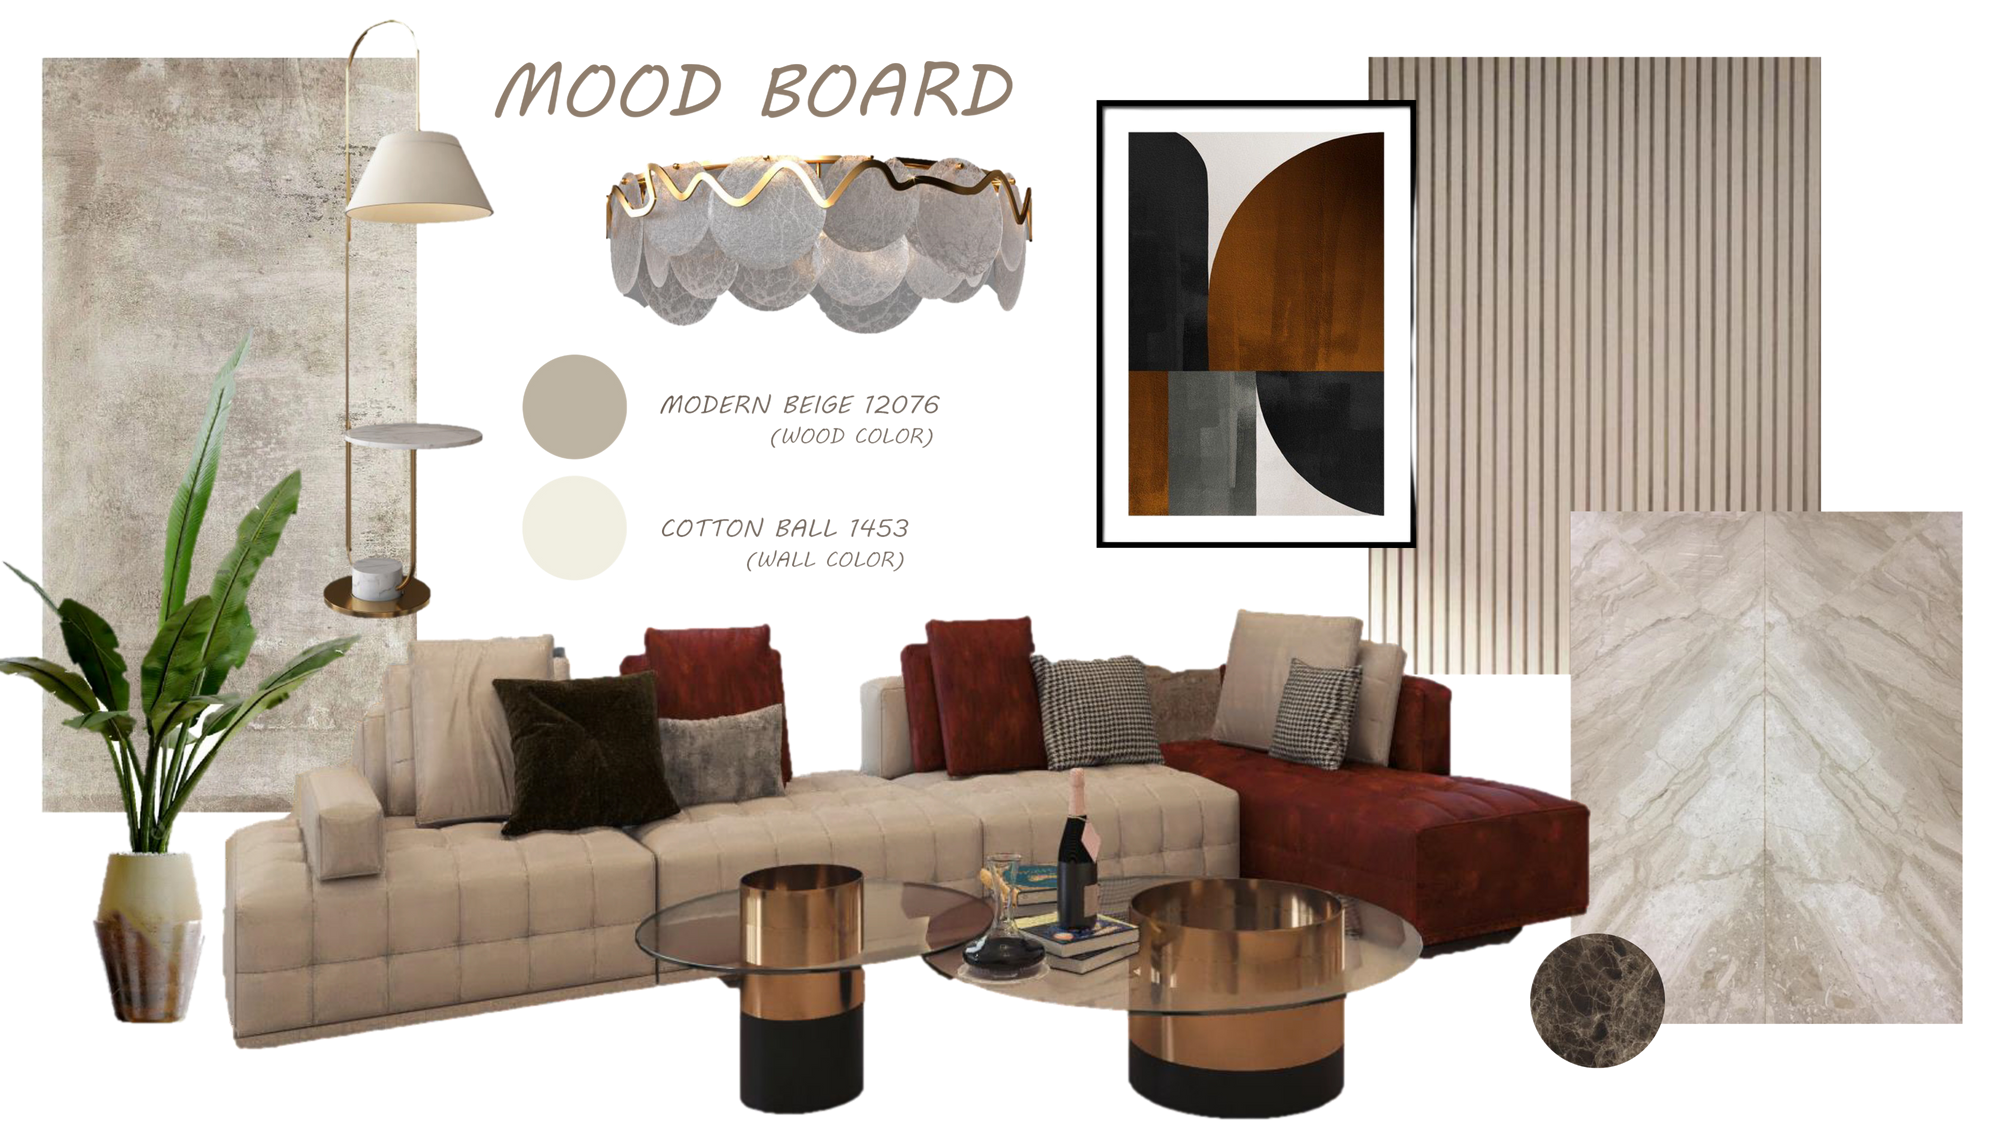 MOOD BOARD
MODERN BEIGE 12076
(WOOD COLOR)
COTTON BALL 1453
(WALL COLOR)